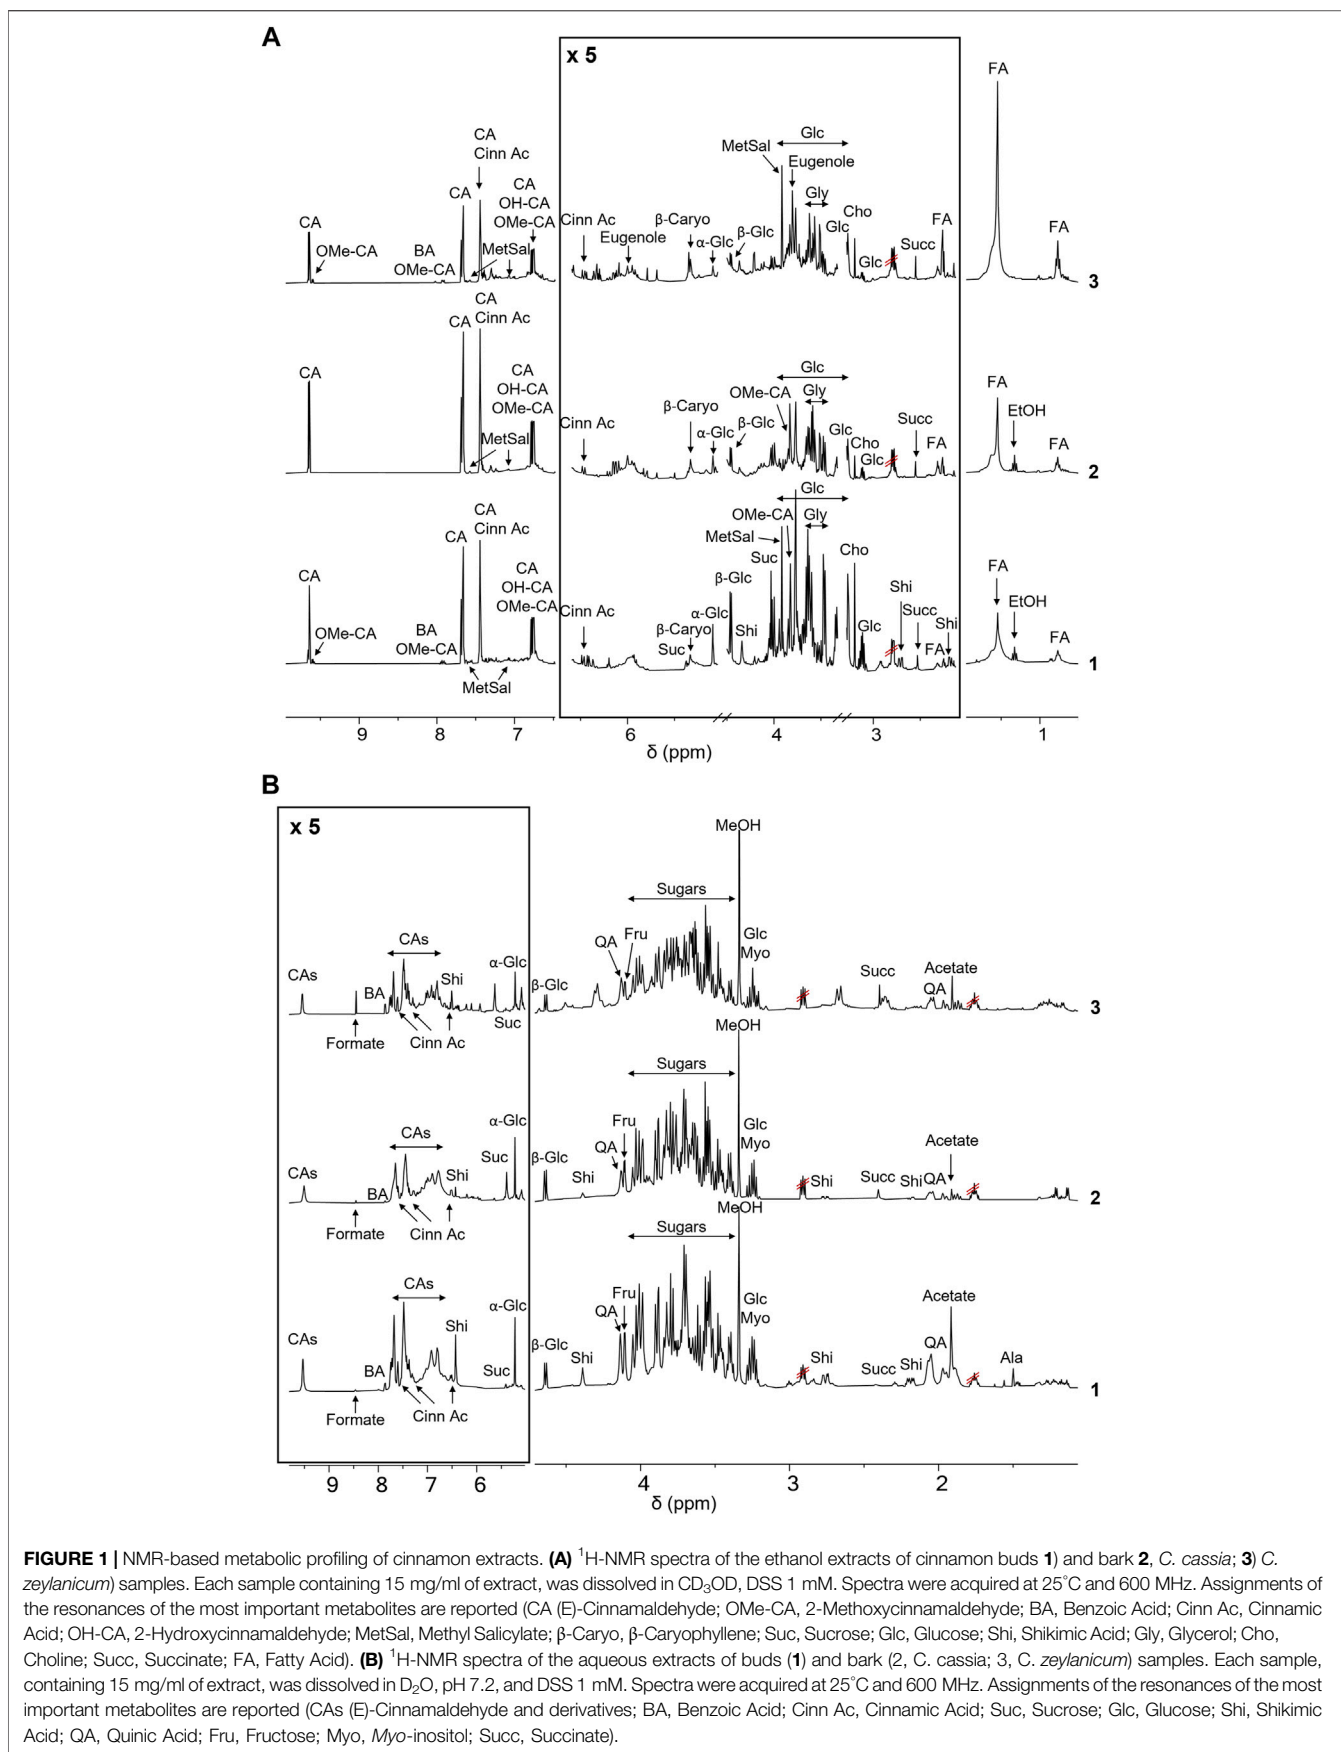 A
x 5
FA
CA
Cinn Ac
Glc
MetSal
Eugenole
CA
CA
OH-CA
OMe-CA
Gly
CA
OMe-CA
BA
OMe-CA
MetSal
Cinn Ac
Eugenole
β-Caryo
α-Glc
β-Glc
Glc
Cho
Glc
Succ
FA
FA
3
CA
Cinn Ac
CA
CA
CA
OH-CA
OMe-CA
MetSal
Cinn Ac
β-Caryo
α-Glc
β-Glc
OMe-CA
Glc
Gly
Glc
Cho
Glc
Succ
FA
FA
EtOH
FA
2
CA
Cinn Ac
CA
CA
CA
OH-CA
OMe-CA
OMe-CA
BA
OMe-CA
MetSal
Cinn Ac
β-Caryo
Suc
α-Glc
β-Glc
Shi
Suc
MetSal
OMe-CA
Glc
Gly
Cho
Glc
Shi
Succ
FA
Shi
FA
EtOH
FA
1
9 8 7 6 4 3 1
δ (ppm)
B
x 5
MeOH
Sugars
CAs
CAs
BA
Shi
α-Glc
Suc
Formate
Cinn Ac
β-Glc
QA
Fru
Glc
Myo
Succ
Acetate
QA
3
MeOH
Sugars
CAs
CAs
BA
Shi
Suc
α-Glc
Formate
Cinn Ac
β-Glc
Shi
QA
Fru
Glc
Myo
Shi
Succ
Shi
QA
Acetate
2
MeOH
Sugars
CAs
CAs
BA
Shi
Suc
α-Glc
Formate
Cinn Ac
β-Glc
Shi
QA
Fru
Glc
Myo
Shi
Succ
Shi
QA
Acetate
Ala
1
9 8 7 6 4 3 2
δ (ppm)
FIGURE 1 | NMR-based metabolic profiling of cinnamon extracts. (A) ¹H-NMR spectra of the ethanol extracts of cinnamon buds 1) and bark 2, C. cassia; 3) C.
zeylanicum) samples. Each sample containing 15 mg/ml of extract, was dissolved in CD₃OD, DSS 1 mM. Spectra were acquired at 25°C and 600 MHz. Assignments of
the resonances of the most important metabolites are reported (CA (E)-Cinnamaldehyde; OMe-CA, 2-Methoxycinnamaldehyde; BA, Benzoic Acid; Cinn Ac, Cinnamic
Acid; OH-CA, 2-Hydroxycinnamaldehyde; MetSal, Methyl Salicylate; β-Caryo, β-Caryophyllene; Suc, Sucrose; Glc, Glucose; Shi, Shikimic Acid; Gly, Glycerol; Cho,
Choline; Succ, Succinate; FA, Fatty Acid). (B) ¹H-NMR spectra of the aqueous extracts of buds (1) and bark (2, C. cassia; 3, C. zeylanicum) samples. Each sample,
containing 15 mg/ml of extract, was dissolved in D₂O, pH 7.2, and DSS 1 mM. Spectra were acquired at 25°C and 600 MHz. Assignments of the resonances of the most
important metabolites are reported (CAs (E)-Cinnamaldehyde and derivatives; BA, Benzoic Acid; Cinn Ac, Cinnamic Acid; Suc, Sucrose; Glc, Glucose; Shi, Shikimic
Acid; QA, Quinic Acid; Fru, Fructose; Myo, Myo-inositol; Succ, Succinate).